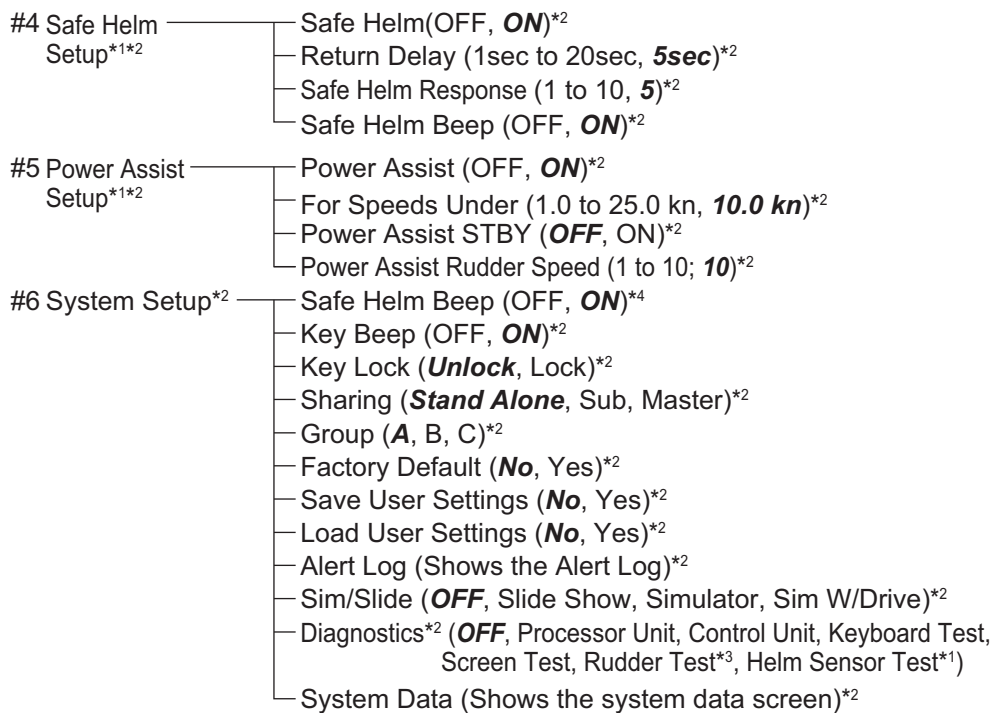 #4 Safe Helm Setup*1*2
Safe Helm(OFF, ON)*2
Return Delay (1sec to 20sec, 5sec)*2
Safe Helm Response (1 to 10, 5)*2
Safe Helm Beep (OFF, ON)*2
#5 Power Assist Setup*1*2
Power Assist (OFF, ON)*2
For Speeds Under (1.0 to 25.0 kn, 10.0 kn)*2
Power Assist STBY (OFF, ON)*2
Power Assist Rudder Speed (1 to 10; 10)*2
#6 System Setup*2
Safe Helm Beep (OFF, ON)*4
Key Beep (OFF, ON)*2
Key Lock (Unlock, Lock)*2
Sharing (Stand Alone, Sub, Master)*2
Group (A, B, C)*2
Factory Default (No, Yes)*2
Save User Settings (No, Yes)*2
Load User Settings (No, Yes)*2
Alert Log (Shows the Alert Log)*2
Sim/Slide (OFF, Slide Show, Simulator, Sim W/Drive)*2
Diagnostics*2 (OFF, Processor Unit, Control Unit, Keyboard Test,
Screen Test, Rudder Test*3, Helm Sensor Test*1)
System Data (Shows the system data screen)*2